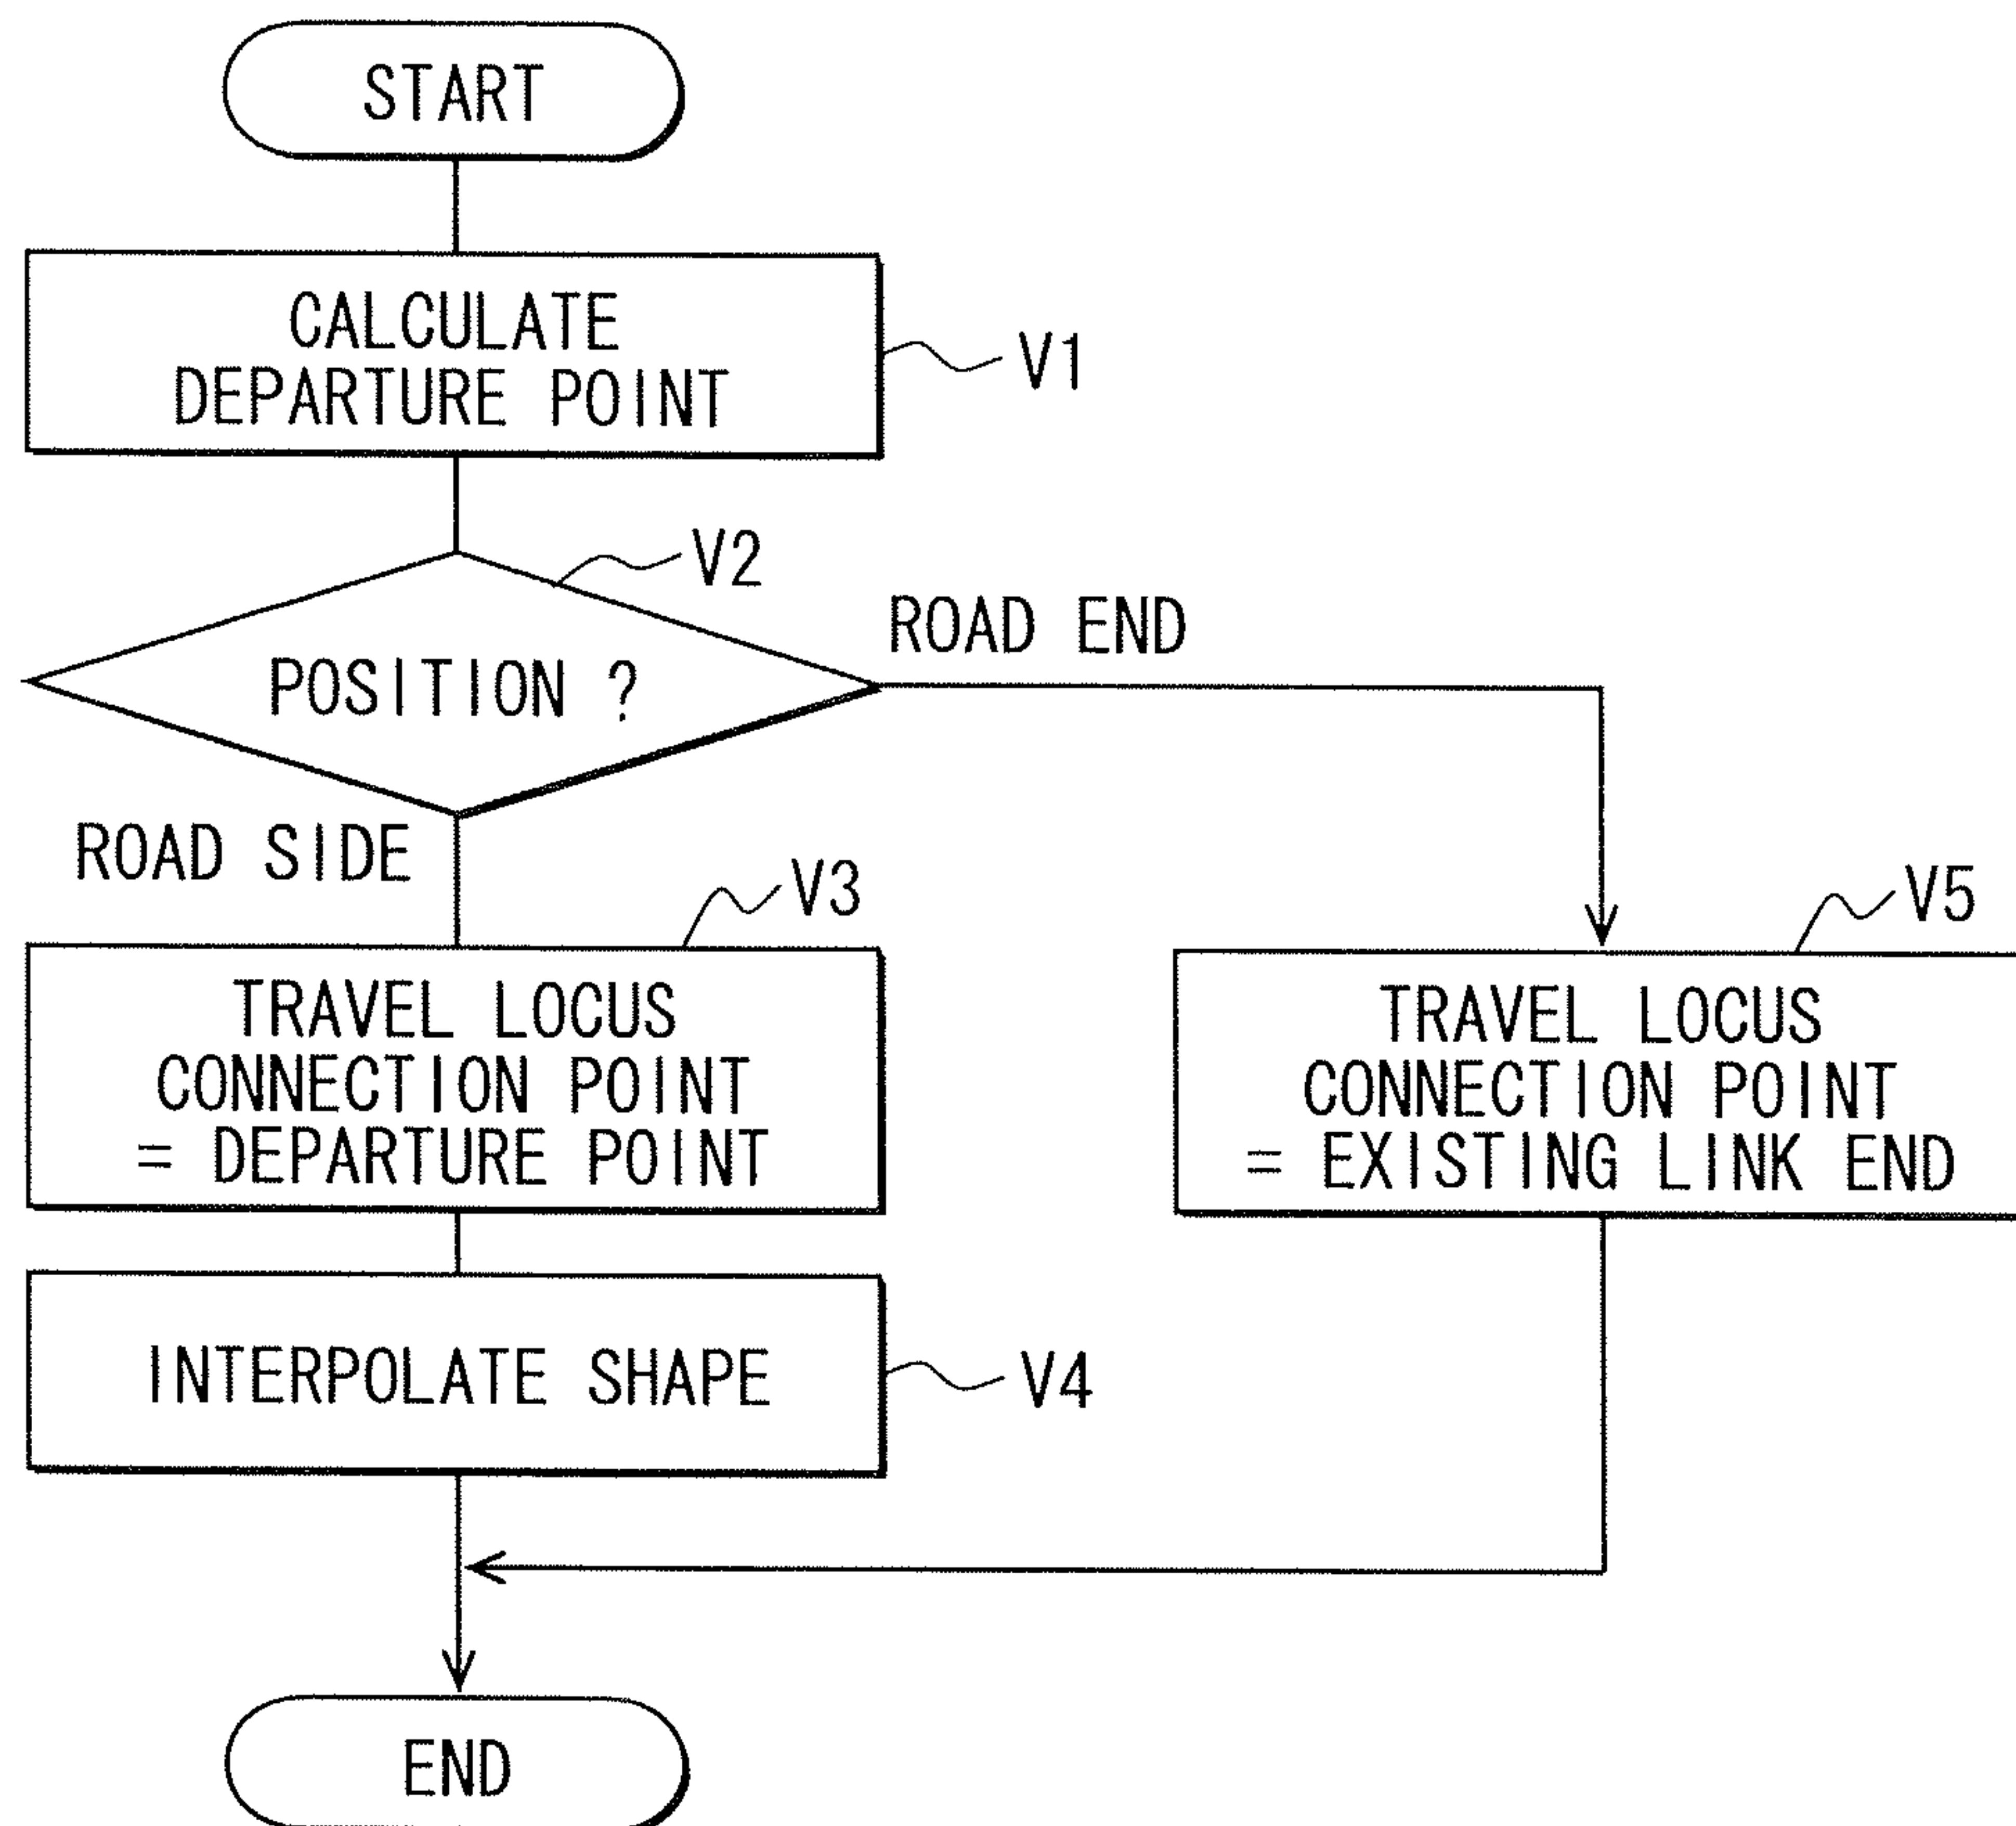 START
CALCULATE
DEPARTURE POINT
V1
V2
POSITION ?
ROAD END
ROAD SIDE
V3
TRAVEL LOCUS
CONNECTION POINT
= DEPARTURE POINT
V5
TRAVEL LOCUS
CONNECTION POINT
= EXISTING LINK END
INTERPOLATE SHAPE
V4
END